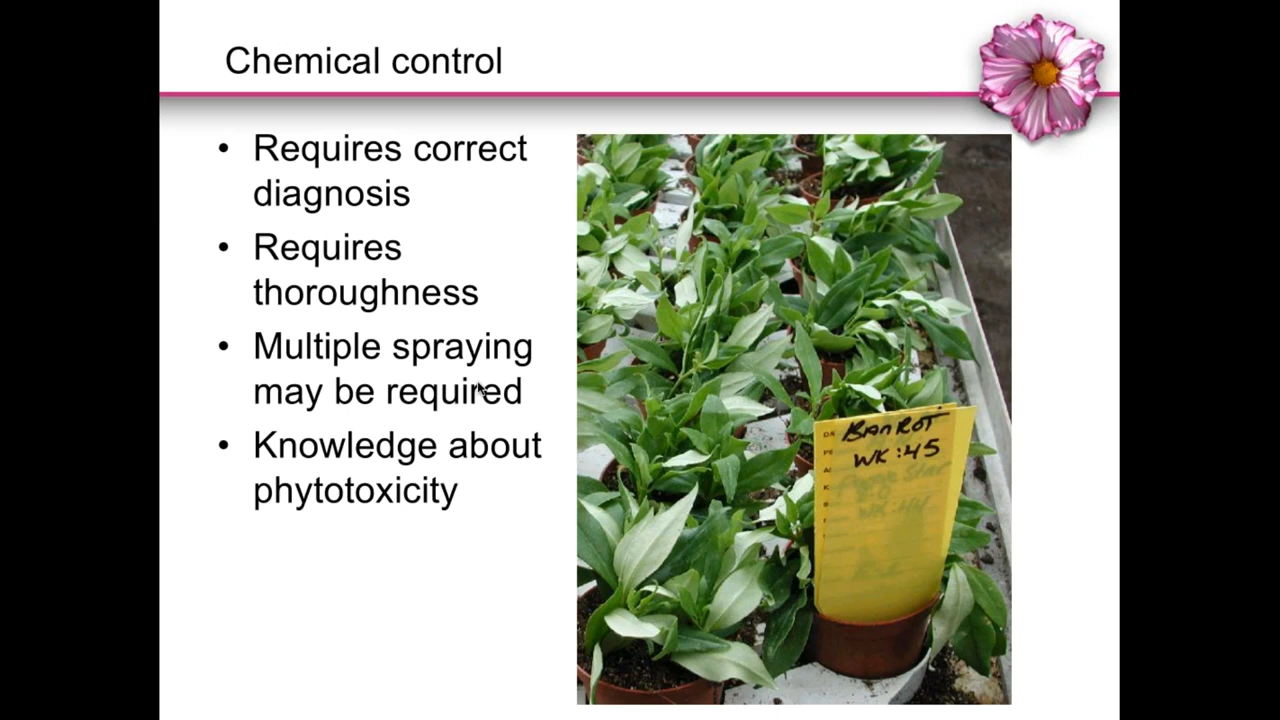 Chemical control
• Requires correct
diagnosis
• Requires
thoroughness
• Multiple spraying
may be required
• Knowledge about
phytotoxicity
BanRot
WK:45